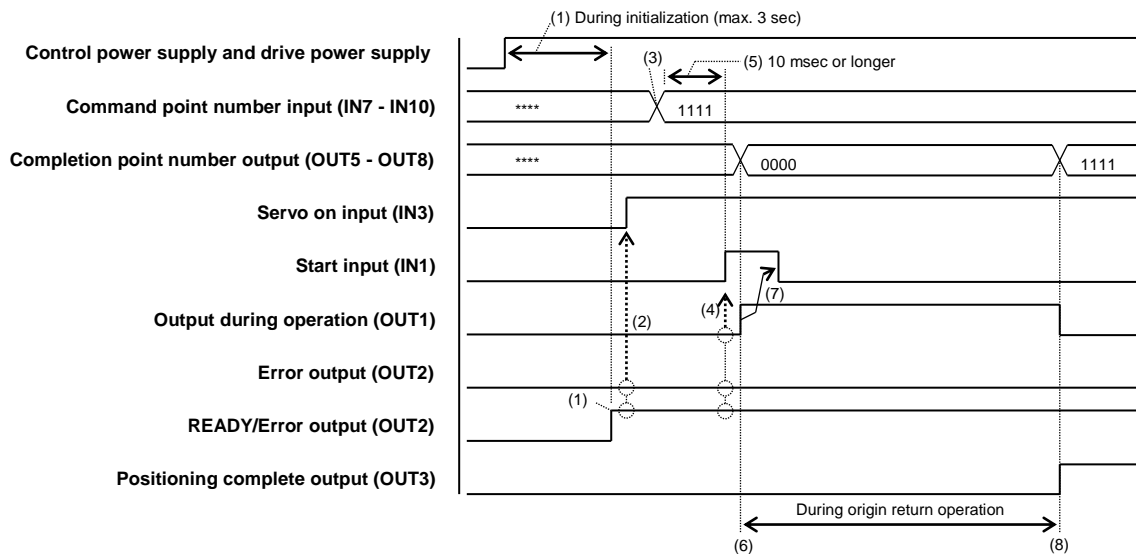 (1) During initialization (max. 3 sec)
Control power supply and drive power supply
(3)
(5) 10 msec or longer
Command point number input (IN7 - IN10)
****
1111
Completion point number output (OUT5 - OUT8)
****
0000
1111
Servo on input (IN3)
Start input (IN1)
(7)
(4)
Output during operation (OUT1)
(2)
Error output (OUT2)
(1)
READY/Error output (OUT2)
Positioning complete output (OUT3)
During origin return operation
(6)
(8)